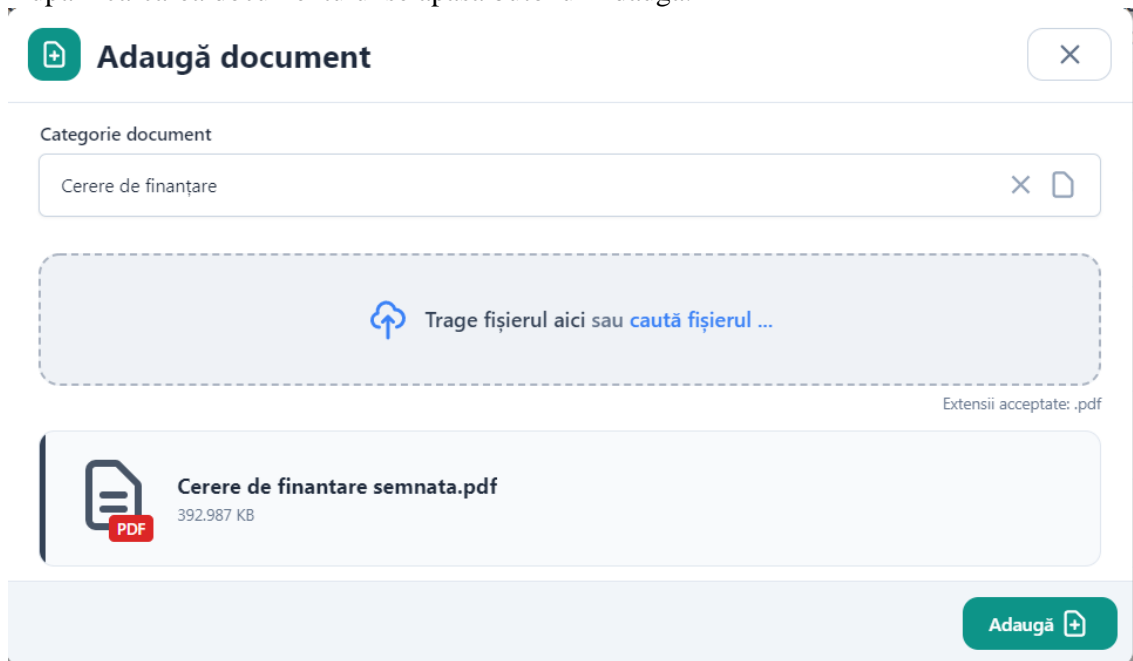 Adaugă document
Categorie document
Cerere de finanțare
Trage fișierul aici sau caută fișierul ...
Extensii acceptate: .pdf
Cerere de finantare semnata.pdf
392.987 KB
PDF
Adaugă